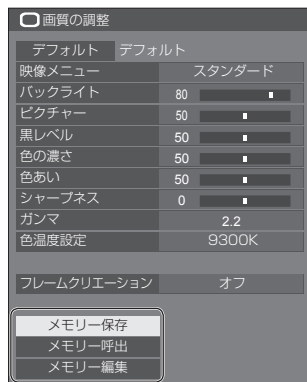 画質の調整
デフォルト デフォルト
映像メニュー スタンダード
バックライト 80
ピクチャー 50
黒レベル 50
色の濃さ 50
色あい 50
シャープネス 0
ガンマ 2.2
色温度設定 9300K
フレームクリエーション オフ
メモリー保存
メモリー呼出
メモリー編集